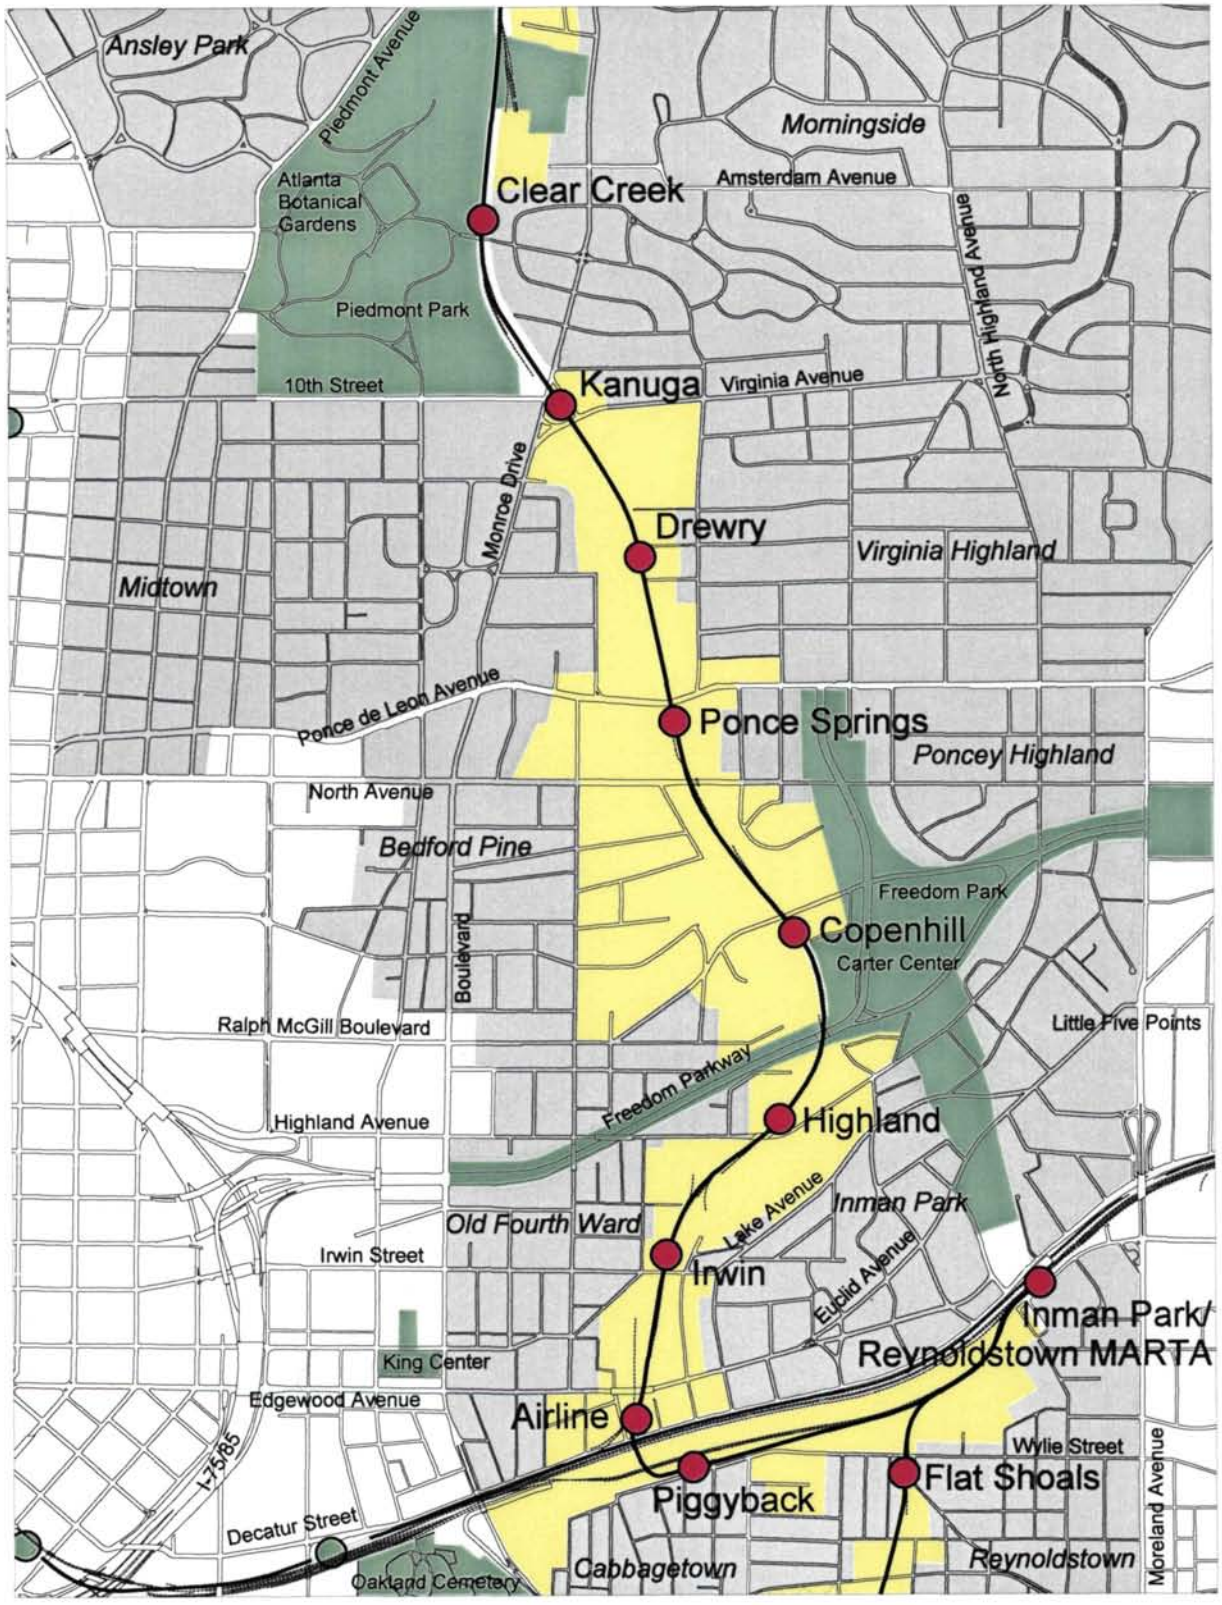 Ansley Park
Piedmont Avenue
Morningside
Atlanta
Botanical
Gardens
Clear Creek
Amsterdam Avenue
North Highland Avenue
Piedmont Park
10th Street
Kanuga
Virginia Avenue
Monroe Drive
Drewry
Virginia Highland
Midtown
Ponce de Leon Avenue
Ponce Springs
Poncey Highland
North Avenue
Bedford Pine
Freedom Park
Boulevard
Copenhill
Carter Center
Ralph McGill Boulevard
Little Five Points
Freedom Parkway
Highland Avenue
Highland
Lake Avenue
Inman Park
Old Fourth Ward
Irwin Street
Irwin
Euclid Avenue
Inman Park/
Reynoldstown MARTA
King Center
Edgewood Avenue
Airline
Wylie Street
I-75/85
Piggyback
Flat Shoals
Moreland Avenue
Decatur Street
Cabbagetown
Reynoldstown
Oakland Cemetery